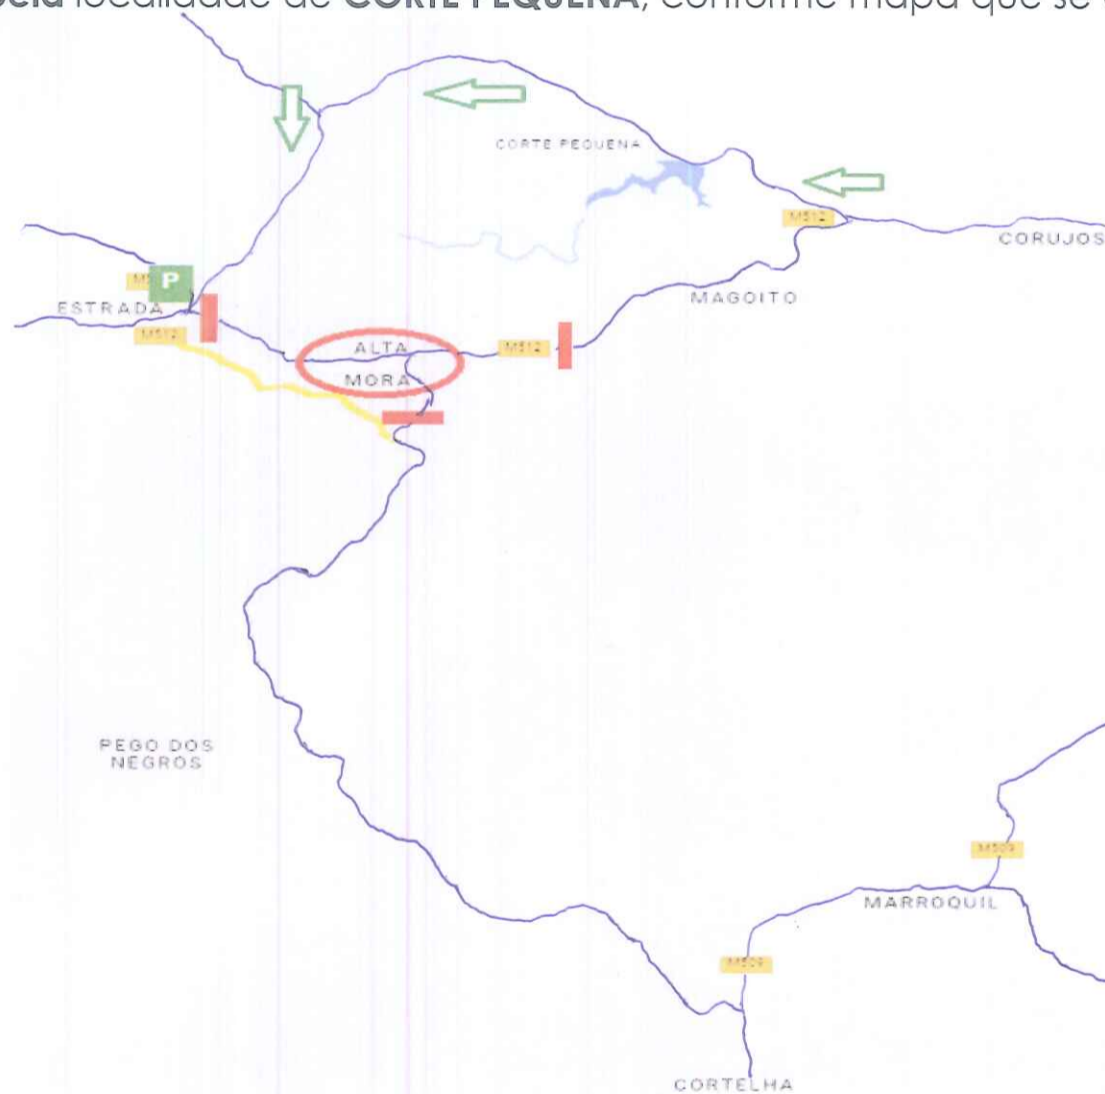 localidade de CORTE PEQUENA, conforme mapa que se
CORTE PEQUENA
M512
CORUJOS
P
ESTRADA
MAGOITO
M512
ALTA
M512
MORA
PEGO DOS
NEGROS
M509
MARROQUIL
M509
CORTELHA